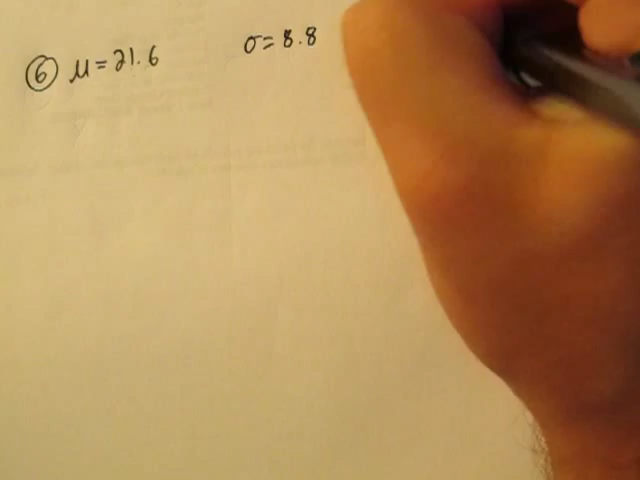 ⑥ μ = 21.6 σ = 8.8